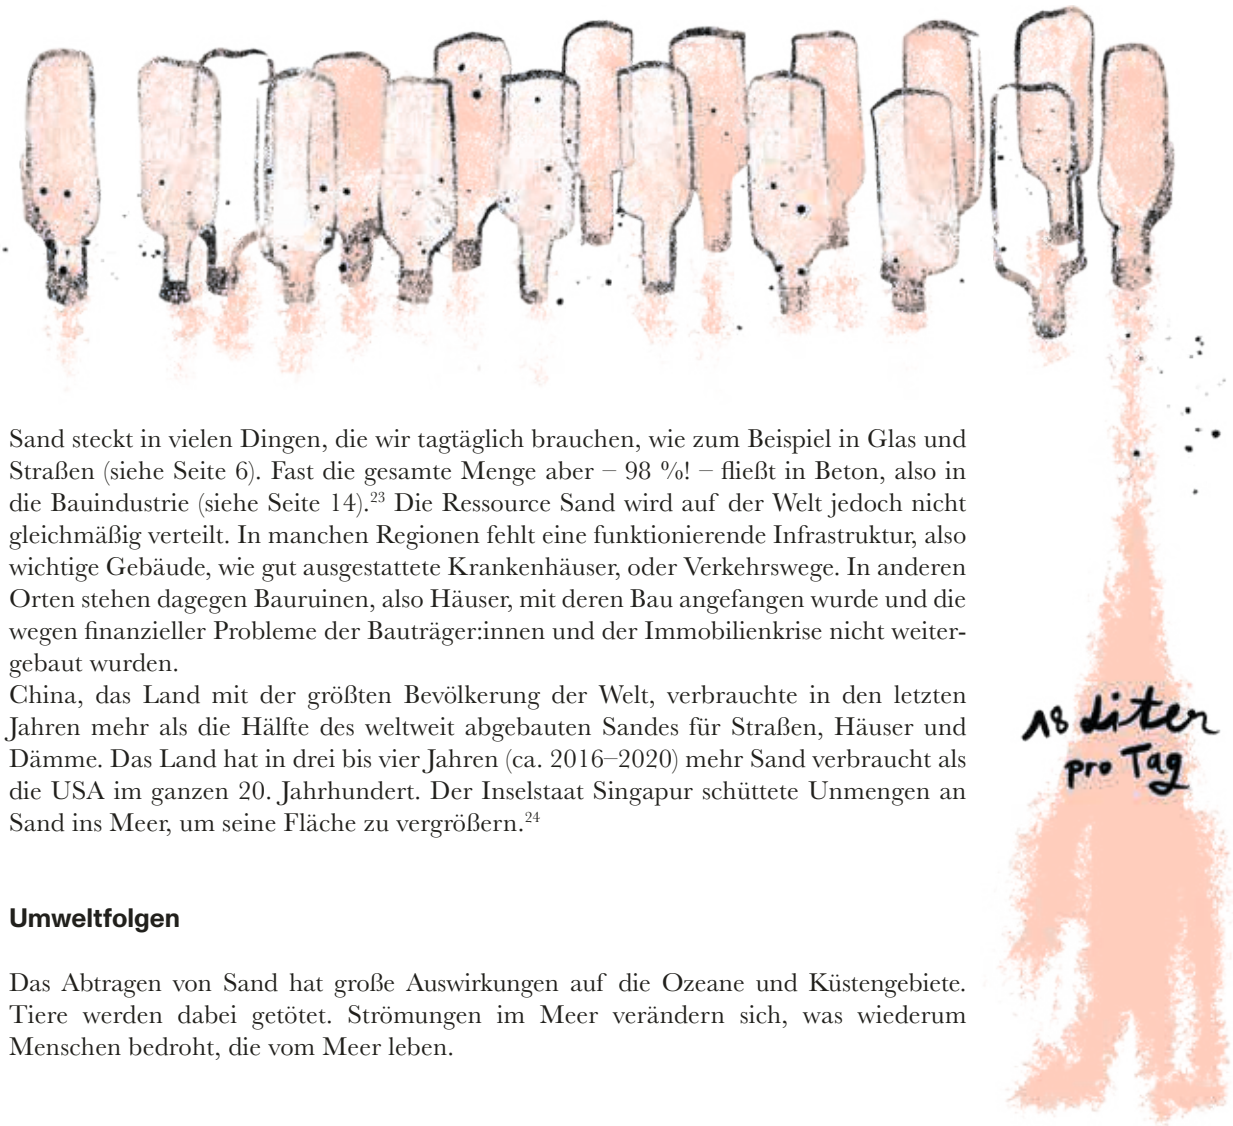 Sand steckt in vielen Dingen, die wir tagtäglich brauchen, wie zum Beispiel in Glas und
Straßen (siehe Seite 6). Fast die gesamte Menge aber – 98 %! – fließt in Beton, also in
die Bauindustrie (siehe Seite 14).²³ Die Ressource Sand wird auf der Welt jedoch nicht
gleichmäßig verteilt. In manchen Regionen fehlt eine funktionierende Infrastruktur, also
wichtige Gebäude, wie gut ausgestattete Krankenhäuser, oder Verkehrswege. In anderen
Orten stehen dagegen Bauruinen, also Häuser, mit deren Bau angefangen wurde und die
wegen finanzieller Probleme der Bauträger:innen und der Immobilienkrise nicht weiter-
gebaut wurden.
China, das Land mit der größten Bevölkerung der Welt, verbrauchte in den letzten
Jahren mehr als die Hälfte des weltweit abgebauten Sandes für Straßen, Häuser und
Dämme. Das Land hat in drei bis vier Jahren (ca. 2016–2020) mehr Sand verbraucht als
die USA im ganzen 20. Jahrhundert. Der Inselstaat Singapur schüttete Unmengen an
Sand ins Meer, um seine Fläche zu vergrößern.²⁴
18 Liter
pro Tag
Umweltfolgen
Das Abtragen von Sand hat große Auswirkungen auf die Ozeane und Küstengebiete.
Tiere werden dabei getötet. Strömungen im Meer verändern sich, was wiederum
Menschen bedroht, die vom Meer leben.